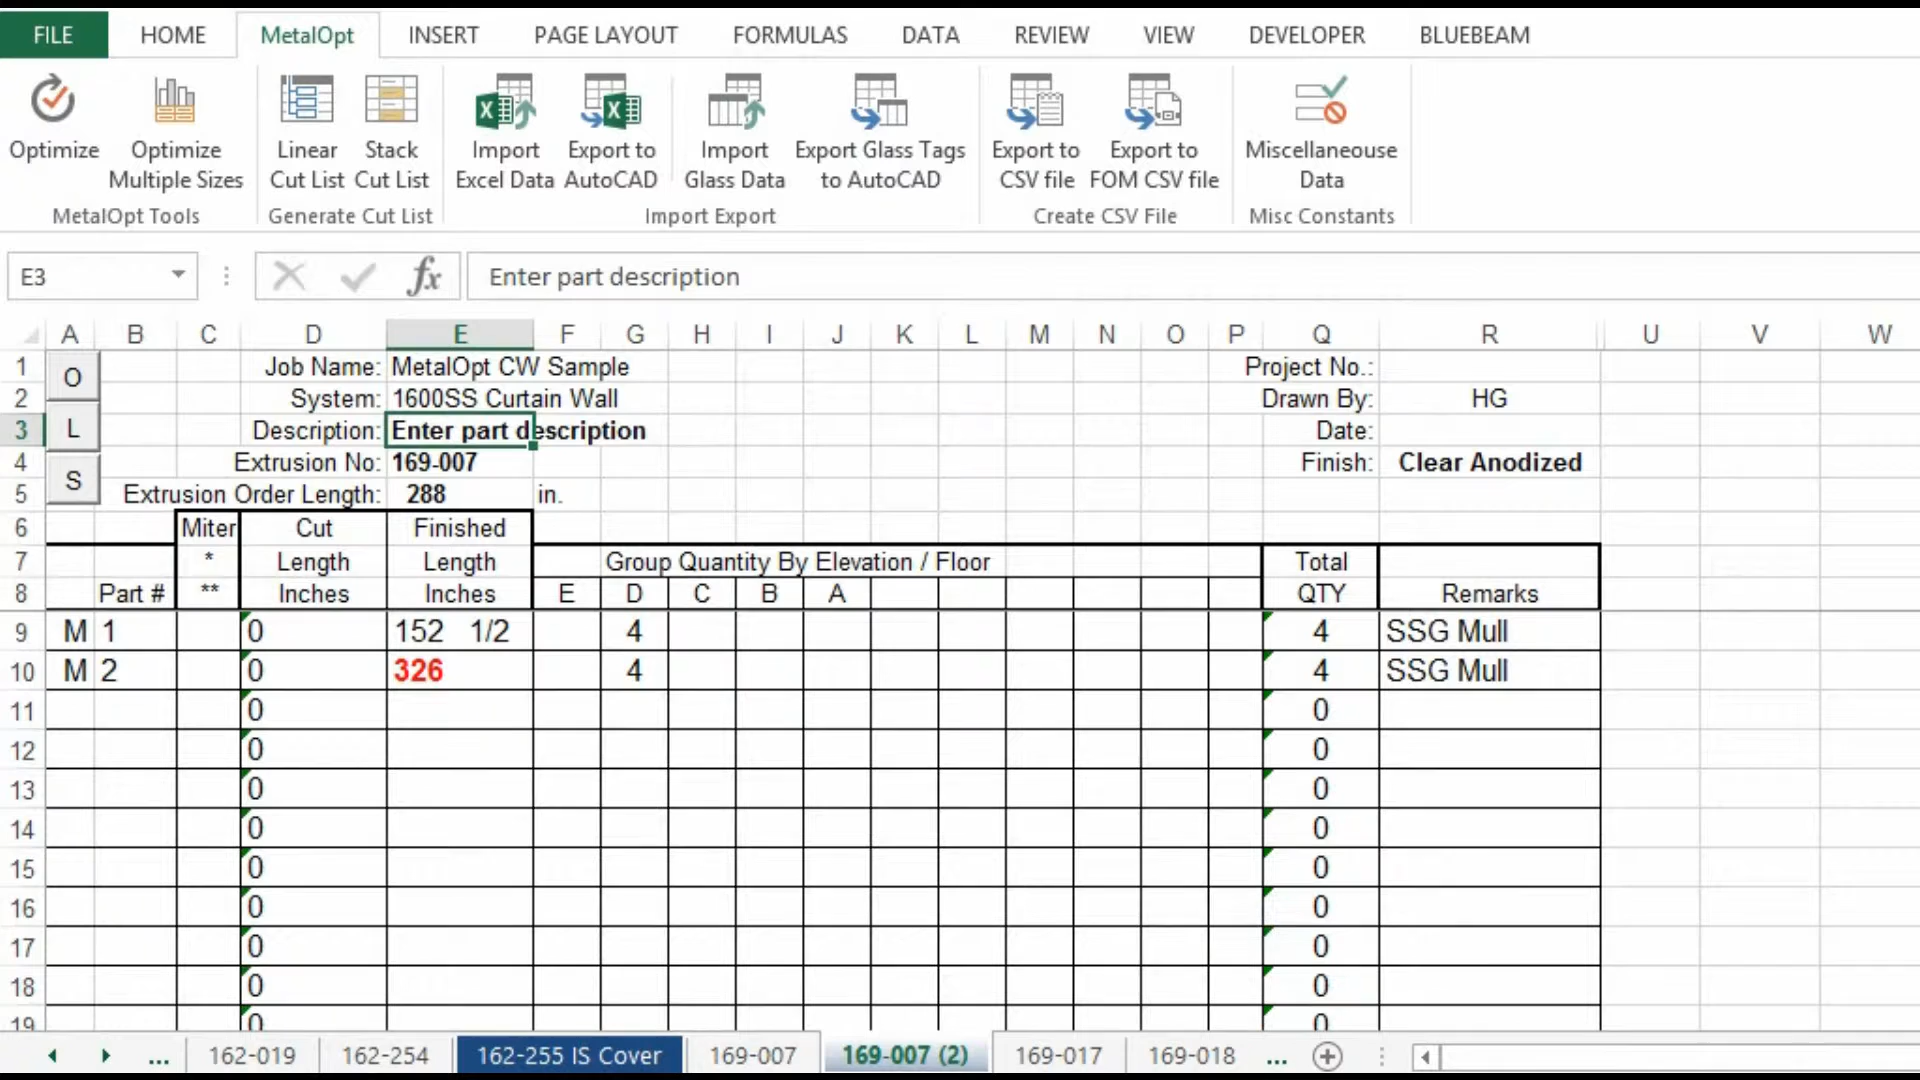 FILE HOME MetalOpt INSERT PAGE LAYOUT FORMULAS DATA REVIEW VIEW DEVELOPER BLUEBEAM
Optimize Optimize Linear Stack Import Export to Import Export Glass Tags Export to Export to Miscellaneouse
Multiple Sizes Cut List Cut List Excel Data AutoCAD Glass Data to AutoCAD CSV file FOM CSV file Data
MetalOpt Tools Generate Cut List Import Export Create CSV File Misc Constants
E3 fx Enter part description
A B C D E F G H I J K L M N O P Q R U V W
1 O Job Name: MetalOpt CW Sample Project No.:
2 System: 1600SS Curtain Wall Drawn By: HG
3 L Description: Enter part description Date:
4 Extrusion No: 169-007 Finish: Clear Anodized
5 S Extrusion Order Length: 288 in.
6 Miter Cut Finished
7 * Length Length Group Quantity By Elevation / Floor Total
8 Part # ** Inches Inches E D C B A QTY Remarks
9 M 1 0 152 1/2 4 4 SSG Mull
10 M 2 0 326 4 4 SSG Mull
11 0 0
12 0 0
13 0 0
14 0 0
15 0 0
16 0 0
17 0 0
18 0 0
19 0 0
... 162-019 162-254 162-255 IS Cover 169-007 169-007 (2) 169-017 169-018 ...